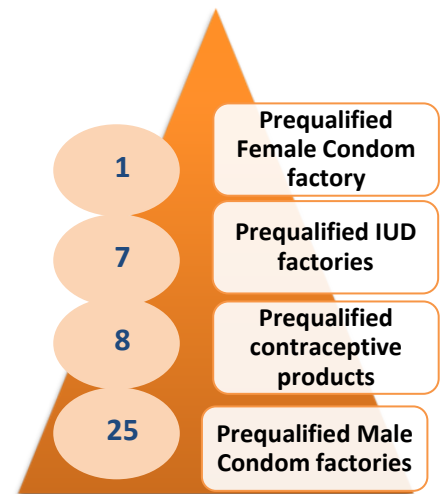 1
Prequalified
Female Condom
factory
7
Prequalified IUD
factories
8
Prequalified
contraceptive
products
25
Prequalified Male
Condom factories